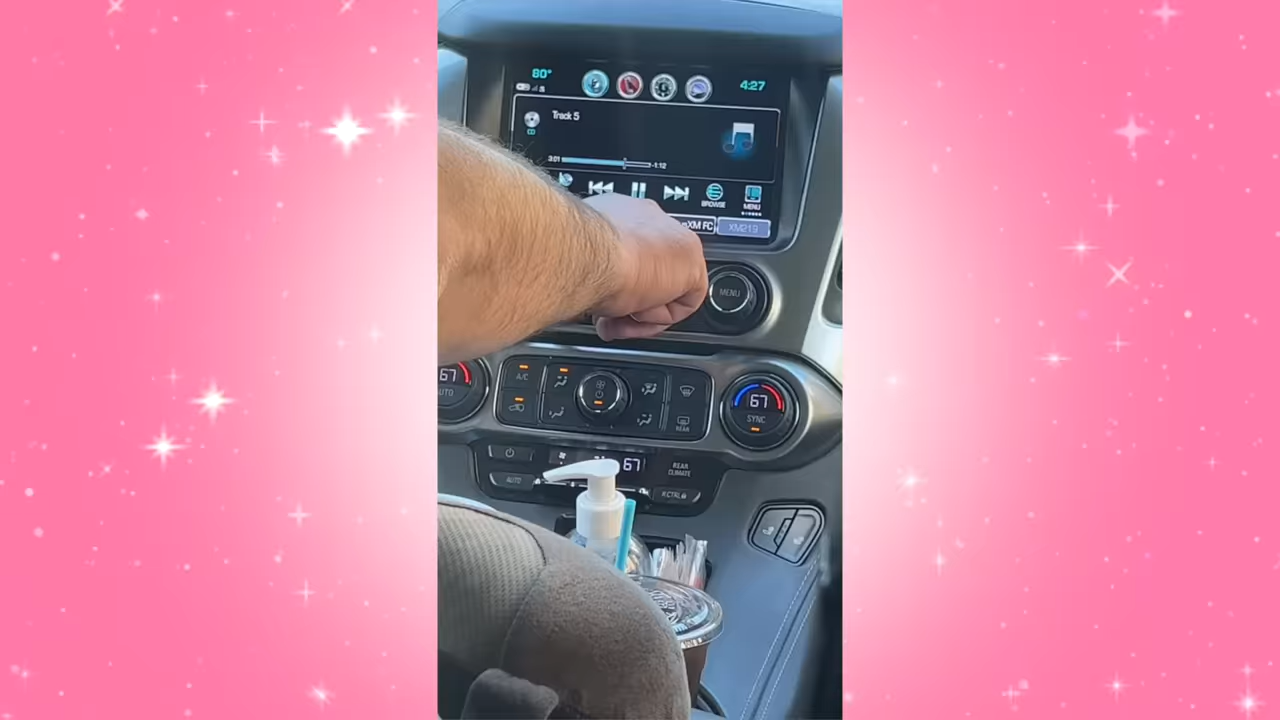 80°
4:27
Track 5
CD
3:01
-1:12
BROWSE
MENU
XM FC
XM219
MENU
67
AUTO
A/C
67
SYNC
REAR
67
REAR
CLIMATE
AUTO